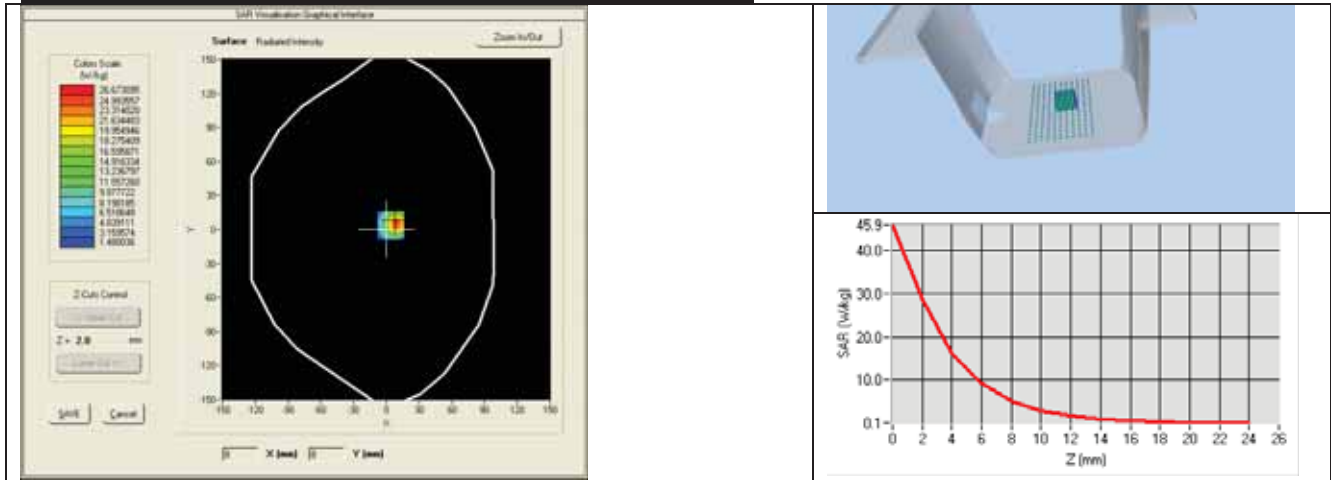 SAR Visualisation Graphical Interface
Surface Radiated Intensity
Zoom In/Out
Colors Scale
(W/Kg)
26.673095
24.993557
23.314020
21.634483
19.954946
18.275409
16.595871
14.916334
13.236797
11.557260
9.877722
8.198185
6.518648
4.839111
3.159574
1.480036
Z Cuts Control
Z = 2.0 mm
SAVE Cancel
150
120
90
60
30
0
-30
-60
-90
-120
-150
Y
-150 -120 -90 -60 -30 0 30 60 90 120 150
X
0 X (mm) 0 Y (mm)
45.9
40.0
30.0
20.0
10.0
0.1
SAR (W/kg)
0 2 4 6 8 10 12 14 16 18 20 22 24 26
Z (mm)